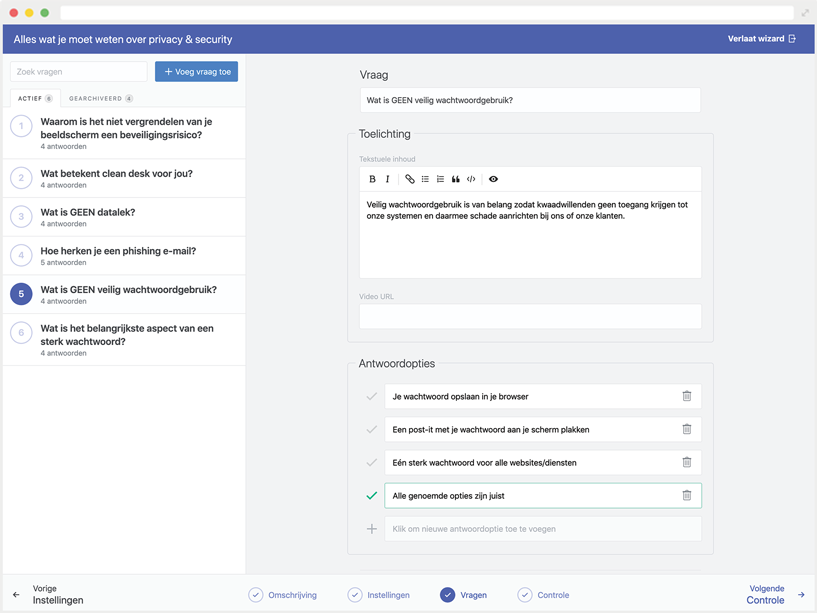 Alles wat je moet weten over privacy & security
Verlaat wizard
Zoek vragen
+ Voeg vraag toe
ACTIEF 6
GEARCHIVEERD 4
1
Waarom is het niet vergrendelen van je
beeldscherm een beveiligingsrisico?
4 antwoorden
2
Wat betekent clean desk voor jou?
4 antwoorden
3
Wat is GEEN datalek?
4 antwoorden
4
Hoe herken je een phishing e-mail?
5 antwoorden
5
Wat is GEEN veilig wachtwoordgebruik?
4 antwoorden
6
Wat is het belangrijkste aspect van een
sterk wachtwoord?
4 antwoorden
Vraag
Wat is GEEN veilig wachtwoordgebruik?
Toelichting
Tekstuele inhoud
B I
Veilig wachtwoordgebruik is van belang zodat kwaadwillenden geen toegang krijgen tot
onze systemen en daarmee schade aanrichten bij ons of onze klanten.
Video URL
Antwoordopties
Je wachtwoord opslaan in je browser
Een post-it met je wachtwoord aan je scherm plakken
Eén sterk wachtwoord voor alle websites/diensten
Alle genoemde opties zijn juist
Klik om nieuwe antwoordoptie toe te voegen
Vorige
Instellingen
Omschrijving
Instellingen
Vragen
Controle
Volgende
Controle